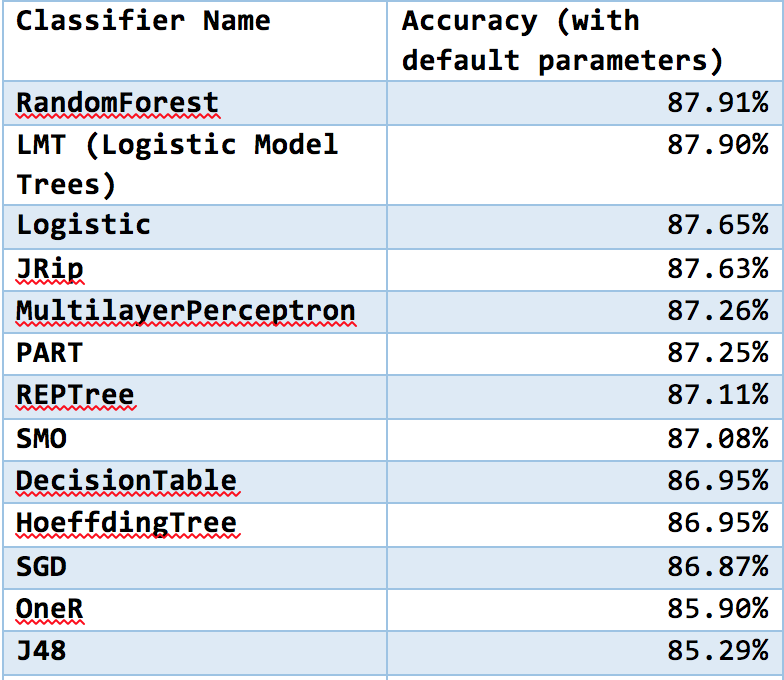 Classifier Name Accuracy (with
default parameters)
RandomForest 87.91%
LMT (Logistic Model 87.90%
Trees)
Logistic 87.65%
JRip 87.63%
MultilayerPerceptron 87.26%
PART 87.25%
REPTree 87.11%
SMO 87.08%
DecisionTable 86.95%
HoeffdingTree 86.95%
SGD 86.87%
OneR 85.90%
J48 85.29%